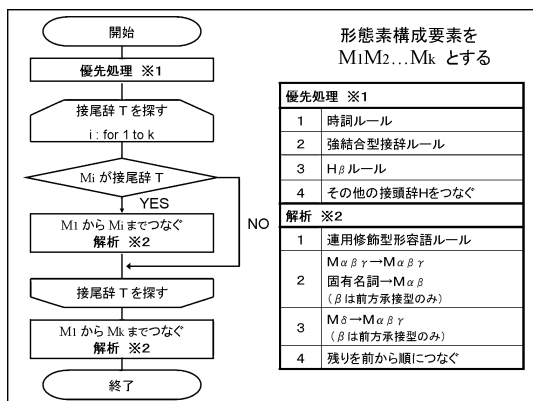 開始
優先処理 ※1
接尾辞 T を探す
i : for 1 to k
Mi が接尾辞 T
YES
NO
M1 から Mi までつなぐ
解析 ※2
接尾辞 T を探す
M1 から Mk までつなぐ
解析 ※2
終了
形態素構成要素を
M1M2…Mk とする
優先処理 ※1
1 時詞ルール
2 強結合型接辞ルール
3 Hβルール
4 その他の接頭辞Hをつなぐ
解析 ※2
1 連用修飾型形容語ルール
2 Mαβγ→Mαβγ
固有名詞→Mαβ
(βは前方承接型のみ)
3 Mδ→Mαβγ
(βは前方承接型のみ)
4 残りを前から順につなぐ